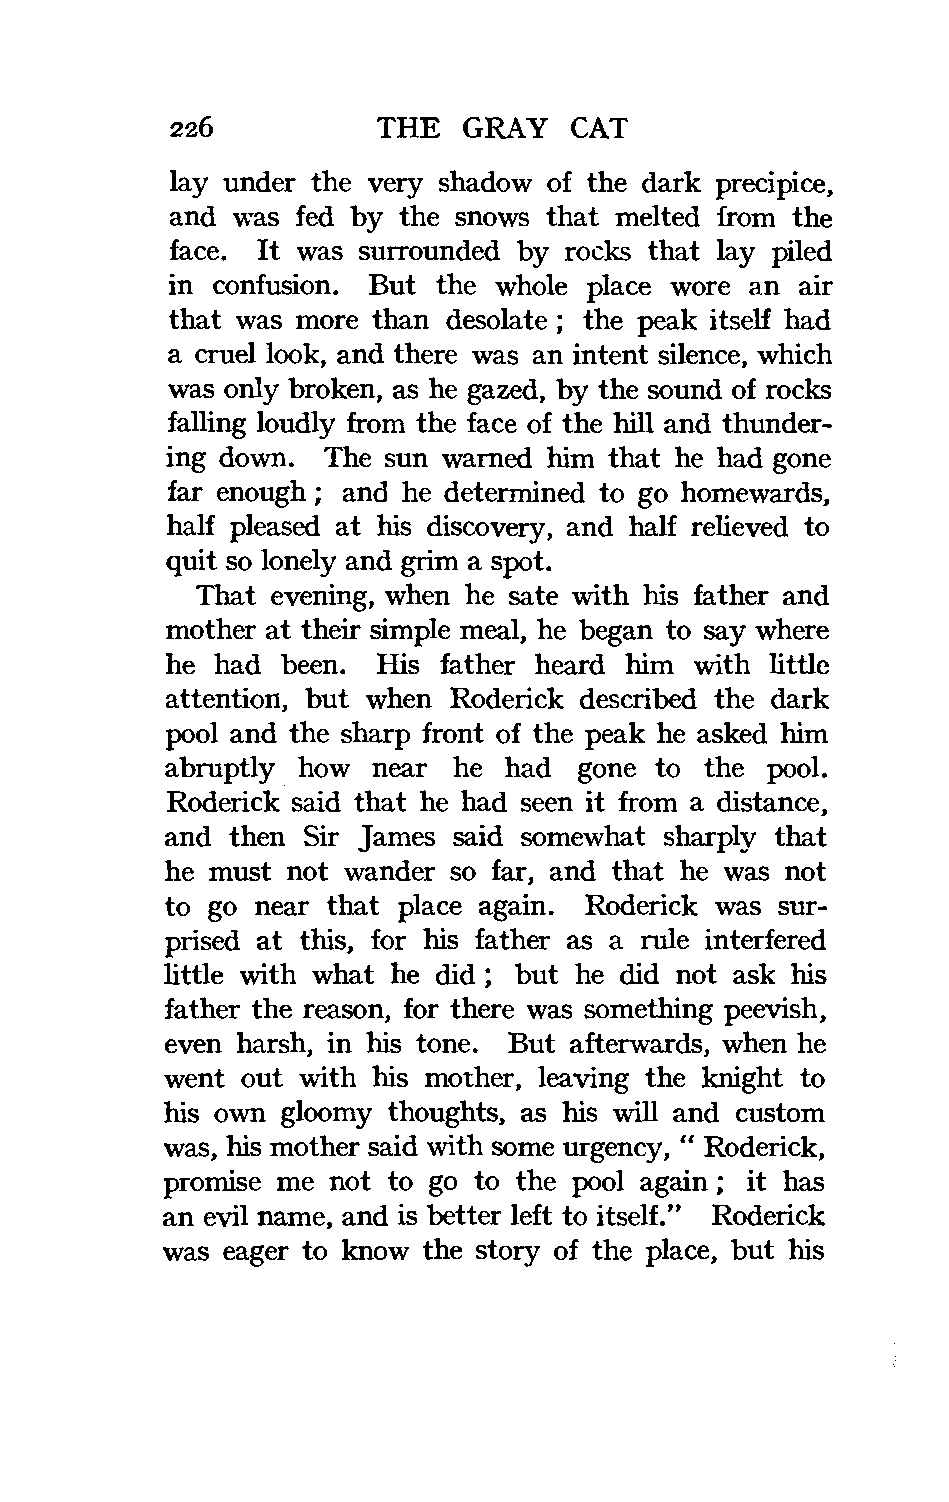 226 THE GRAY CAT
lay under the very shadow of the dark precipice,
and was fed by the snows that melted from the
face. It was surrounded by rocks that lay piled
in confusion. But the whole place wore an air
that was more than desolate ; the peak itself had
a cruel look, and there was an intent silence, which
was only broken, as he gazed, by the sound of rocks
falling loudly from the face of the hill and thunder-
ing down. The sun warned him that he had gone
far enough ; and he determined to go homewards,
half pleased at his discovery, and half relieved to
quit so lonely and grim a spot.
That evening, when he sate with his father and
mother at their simple meal, he began to say where
he had been. His father heard him with little
attention, but when Roderick described the dark
pool and the sharp front of the peak he asked him
abruptly how near he had gone to the pool.
Roderick said that he had seen it from a distance,
and then Sir James said somewhat sharply that
he must not wander so far, and that he was not
to go near that place again. Roderick was sur-
prised at this, for his father as a rule interfered
little with what he did ; but he did not ask his
father the reason, for there was something peevish,
even harsh, in his tone. But afterwards, when he
went out with his mother, leaving the knight to
his own gloomy thoughts, as his will and custom
was, his mother said with some urgency, “ Roderick,
promise me not to go to the pool again ; it has
an evil name, and is better left to itself.” Roderick
was eager to know the story of the place, but his